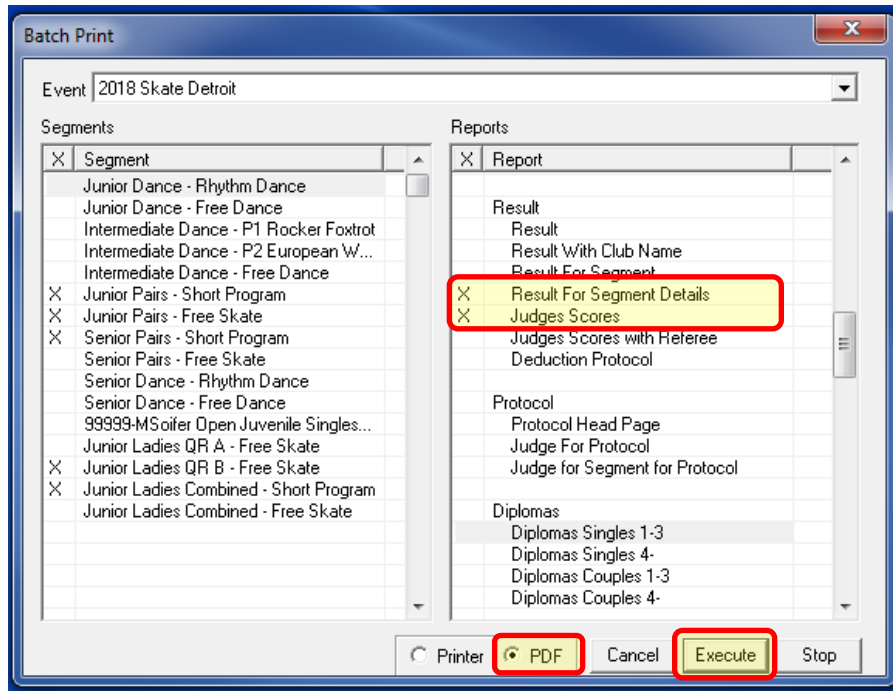 Batch Print
X
Event 2018 Skate Detroit
Segments
X Segment
Junior Dance - Rhythm Dance
Junior Dance - Free Dance
Intermediate Dance - P1 Rocker Foxtrot
Intermediate Dance - P2 European W...
Intermediate Dance - Free Dance
X Junior Pairs - Short Program
X Junior Pairs - Free Skate
X Senior Pairs - Short Program
Senior Pairs - Free Skate
Senior Dance - Rhythm Dance
Senior Dance - Free Dance
99999-MSoifer Open Juvenile Singles...
Junior Ladies QR A - Free Skate
X Junior Ladies QR B - Free Skate
X Junior Ladies Combined - Short Program
Junior Ladies Combined - Free Skate
Reports
X Report
Result
Result
Result With Club Name
Result For Segment
X Result For Segment Details
X Judges Scores
Judges Scores with Referee
Deduction Protocol
Protocol
Protocol Head Page
Judge For Protocol
Judge for Segment for Protocol
Diplomas
Diplomas Singles 1-3
Diplomas Singles 4-
Diplomas Couples 1-3
Diplomas Couples 4-
Printer PDF Cancel Execute Stop